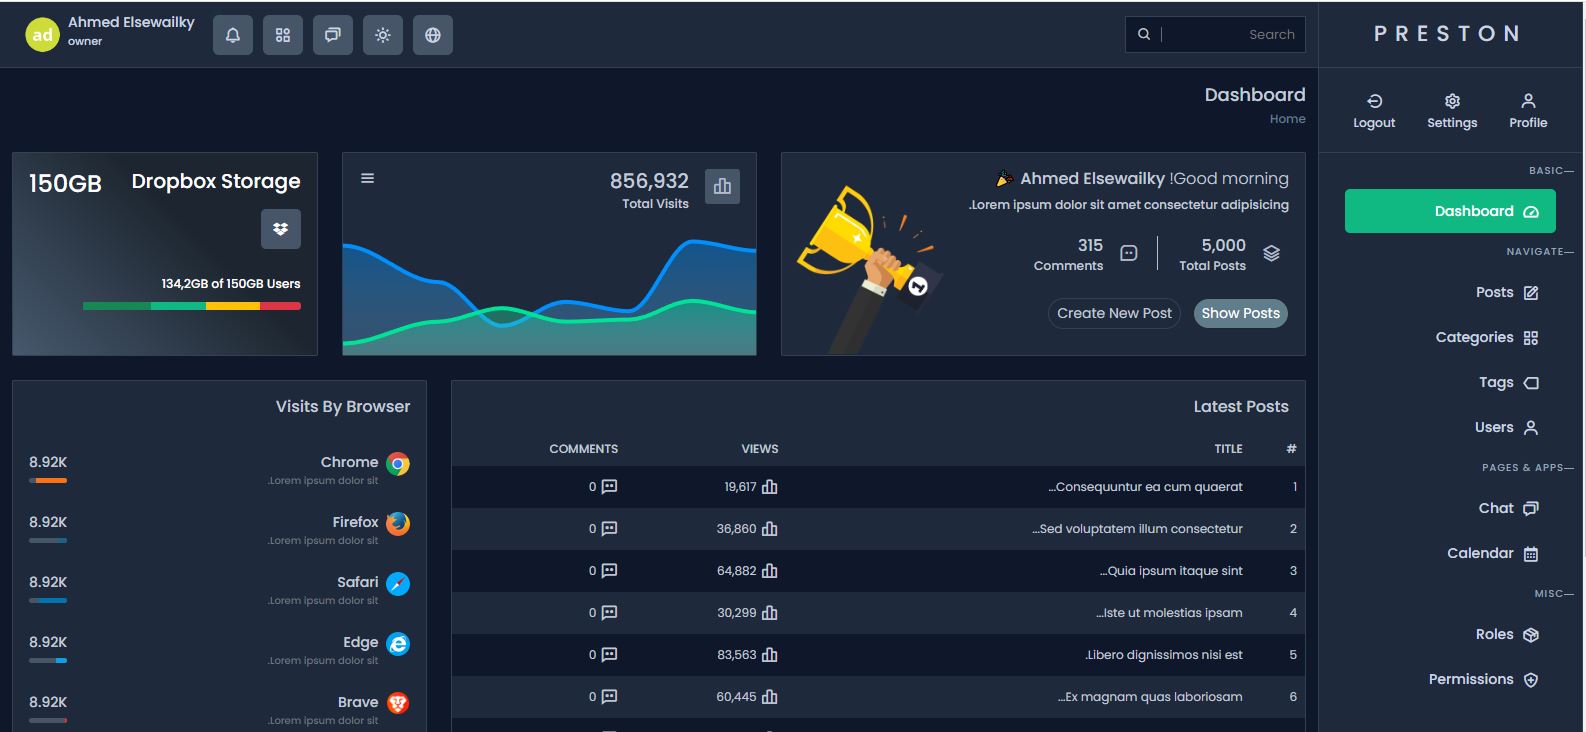 ad
Ahmed Elsewailky
owner
Search
PRESTON
Logout
Settings
Profile
Dashboard
Home
BASIC—
Dashboard
NAVIGATE—
Posts
Categories
Tags
Users
PAGES & APPS—
Chat
Calendar
MISC—
Roles
Permissions
150GB
Dropbox Storage
134,2GB of 150GB Users
856,932
Total Visits
Ahmed Elsewailky !Good morning
.Lorem ipsum dolor sit amet consectetur adipisicing
315
Comments
5,000
Total Posts
1
Create New Post
Show Posts
Visits By Browser
8.92K
Chrome
.Lorem ipsum dolor sit
8.92K
Firefox
.Lorem ipsum dolor sit
8.92K
Safari
.Lorem ipsum dolor sit
8.92K
Edge
.Lorem ipsum dolor sit
8.92K
Brave
.Lorem ipsum dolor sit
Latest Posts
COMMENTS VIEWS TITLE #
0 19,617 ...Consequuntur ea cum quaerat 1
0 36,860 ...Sed voluptatem illum consectetur 2
0 64,882 ...Quia ipsum itaque sint 3
0 30,299 ...Iste ut molestias ipsam 4
0 83,563 .Libero dignissimos nisi est 5
0 60,445 ...Ex magnam quas laboriosam 6